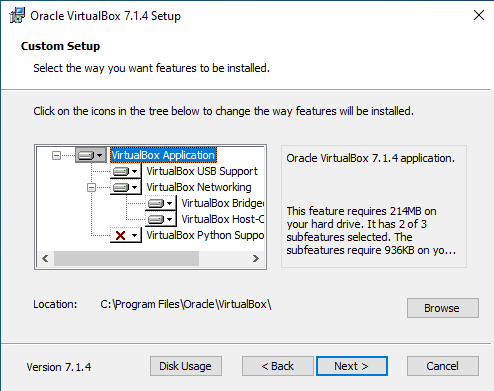 Oracle VirtualBox 7.1.4 Setup
Custom Setup
Select the way you want features to be installed.
Click on the icons in the tree below to change the way features will be installed.
VirtualBox Application
VirtualBox USB Support
VirtualBox Networking
VirtualBox Bridge
VirtualBox Host-C
VirtualBox Python Suppo
Oracle VirtualBox 7.1.4 application.
This feature requires 214MB on
your hard drive. It has 2 of 3
subfeatures selected. The
subfeatures require 936KB on yo...
Location: C:\Program Files\Oracle\VirtualBox\
Browse
Version 7.1.4
Disk Usage
< Back
Next >
Cancel